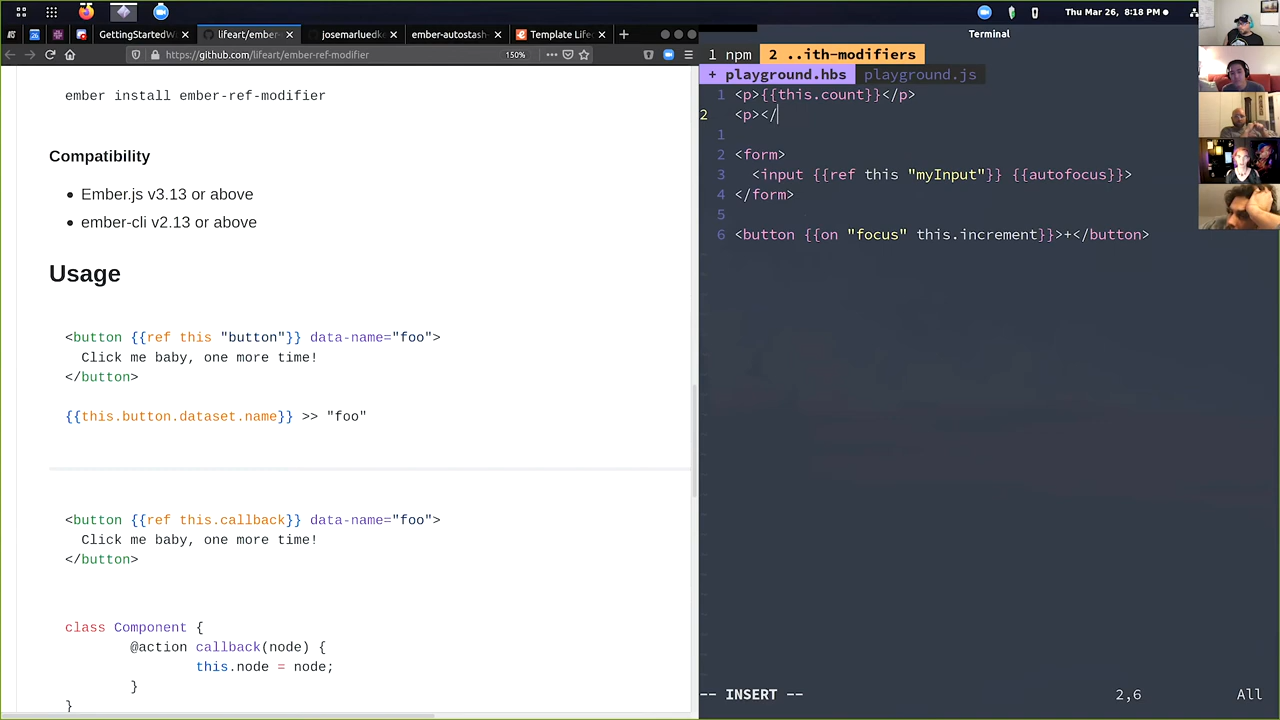 Thu Mar 26, 8:18 PM
GettingStartedW
lifeart/ember-
josemarluedk
ember-autostash-
Template Lifec
Terminal
https://github.com/lifeart/ember-ref-modifier
150%
ember install ember-ref-modifier
Compatibility
• Ember.js v3.13 or above
• ember-cli v2.13 or above
Usage
<button {{ref this "button"}} data-name="foo">
Click me baby, one more time!
</button>
{{this.button.dataset.name}} >> "foo"
<button {{ref this.callback}} data-name="foo">
Click me baby, one more time!
</button>
class Component {
@action callback(node) {
this.node = node;
}
}
1 npm 2 ..ith-modifiers
+ playground.hbs playground.js
1 <p>{{this.count}}</p>
2 <p></
1
2 <form>
3 <input {{ref this "myInput"}} {{autofocus}}>
4 </form>
5
6 <button {{on "focus" this.increment}}>+</button>
-- INSERT -- 2,6 All